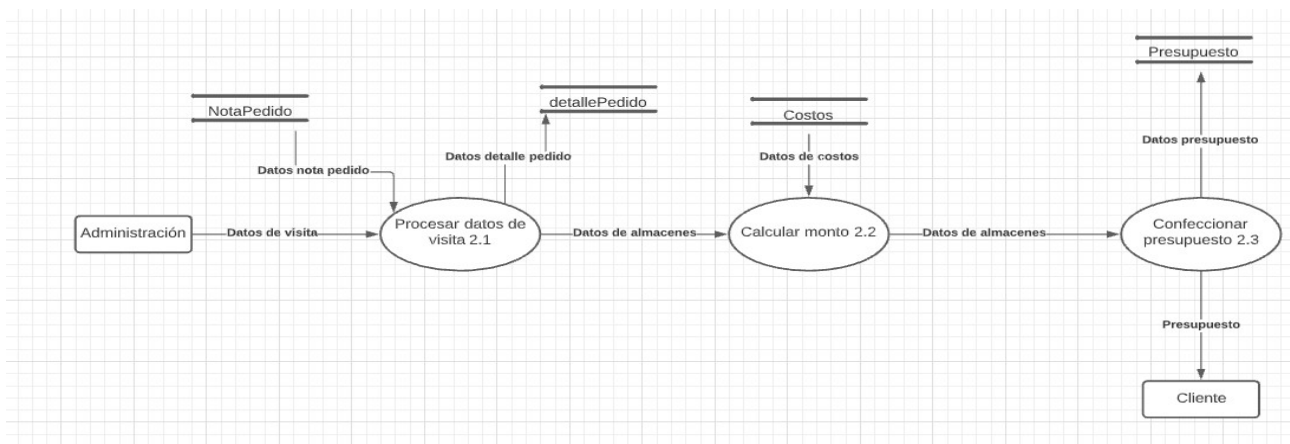 Presupuesto
NotaPedido
detallePedido
Costos
Datos nota pedido
Datos detalle pedido
Datos de costos
Datos presupuesto
Administración
Datos de visita
Procesar datos de
visita 2.1
Datos de almacenes
Calcular monto 2.2
Datos de almacenes
Confeccionar
presupuesto 2.3
Presupuesto
Cliente